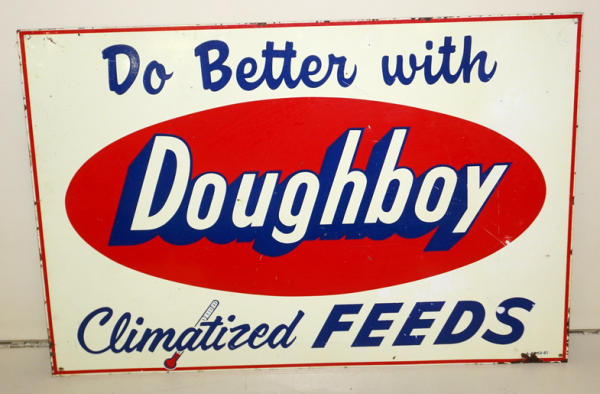 Do Better with
Doughboy
Climatized FEEDS